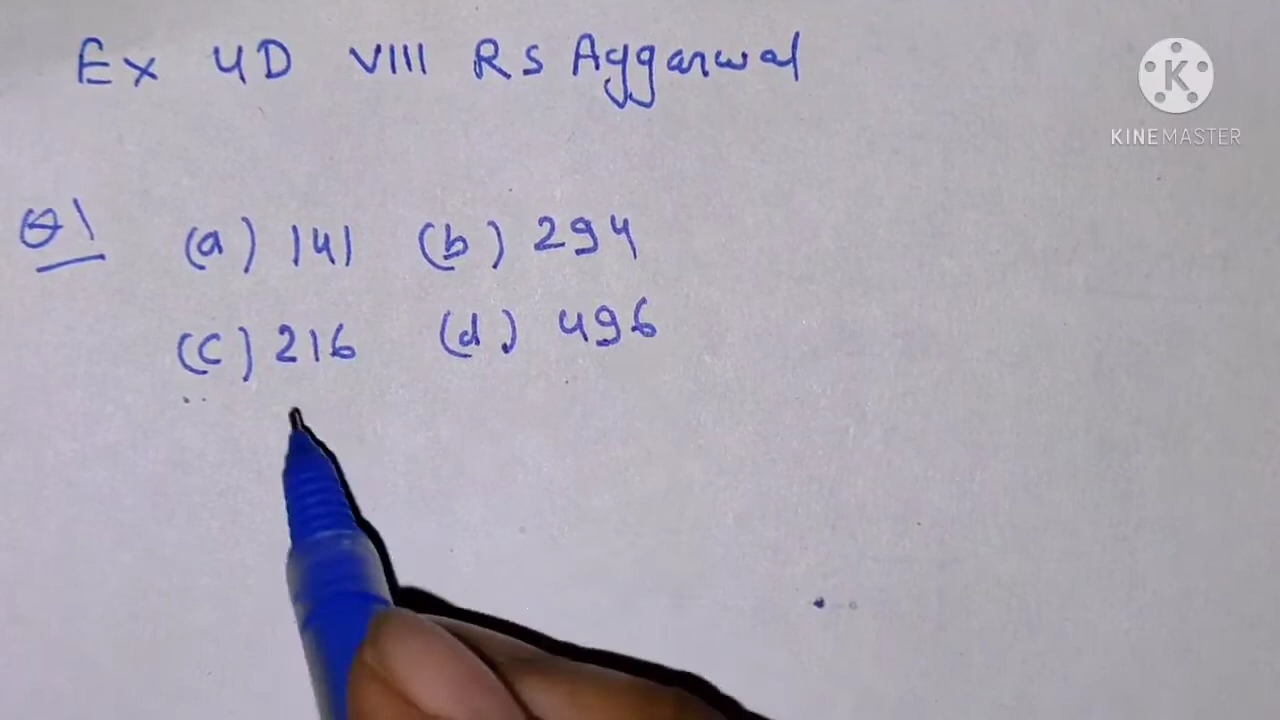 Ex 4D VIII RS Aggarwal
K
KINEMASTER
Q1 (a) 141 (b) 294
(c) 216 (d) 496